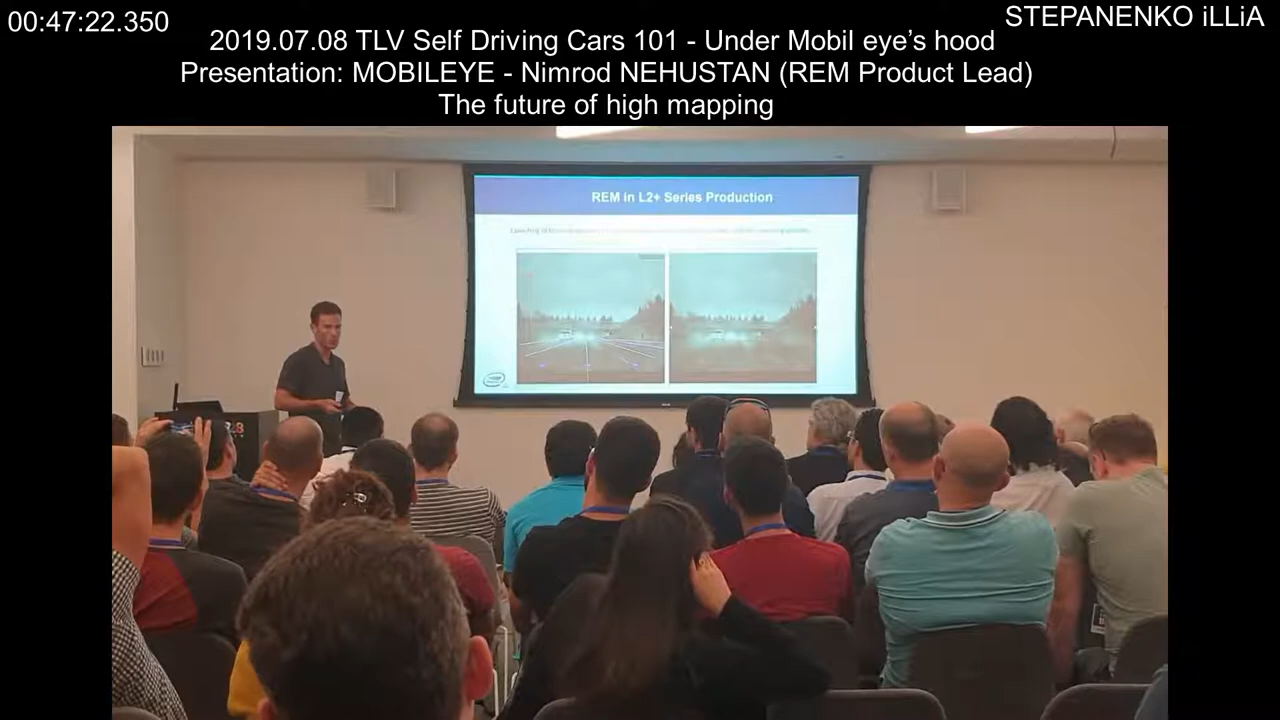 00:47:22.350
STEPANENKO iLLiA
2019.07.08 TLV Self Driving Cars 101 - Under Mobil eye’s hood
Presentation: MOBILEYE - Nimrod NEHUSTAN (REM Product Lead)
The future of high mapping
REM in L2+ Series Production